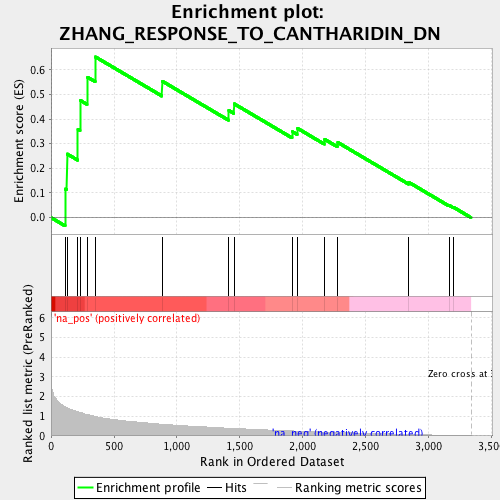 Enrichment plot:
ZHANG_RESPONSE_TO_CANTHARIDIN_DN
Enrichment score (ES)
0.6
0.5
0.4
0.3
0.2
0.1
0.0
'na_pos' (positively correlated)
Ranked list metric (PreRanked)
6
5
4
3
2
1
0
Zero cross at 3
'na_neg' (negatively correlated)
0
500
1,000
1,500
2,000
2,500
3,000
3,50
Rank in Ordered Dataset
Enrichment profile
Hits
Ranking metric scores